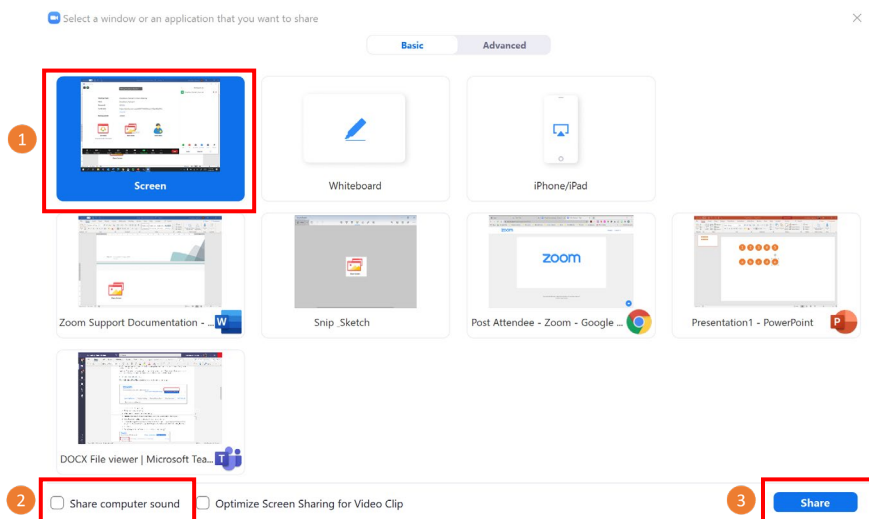 Select a window or an application that you want to share
Basic Advanced
1
Screen
Whiteboard
iPhone/iPad
zoom
Zoom Support Documentation - ...
W
Snip _Sketch
Post Attendee - Zoom - Google ...
Presentation1 - PowerPoint
P
DOCX File viewer | Microsoft Tea...
T
2
Share computer sound
Optimize Screen Sharing for Video Clip
3
Share